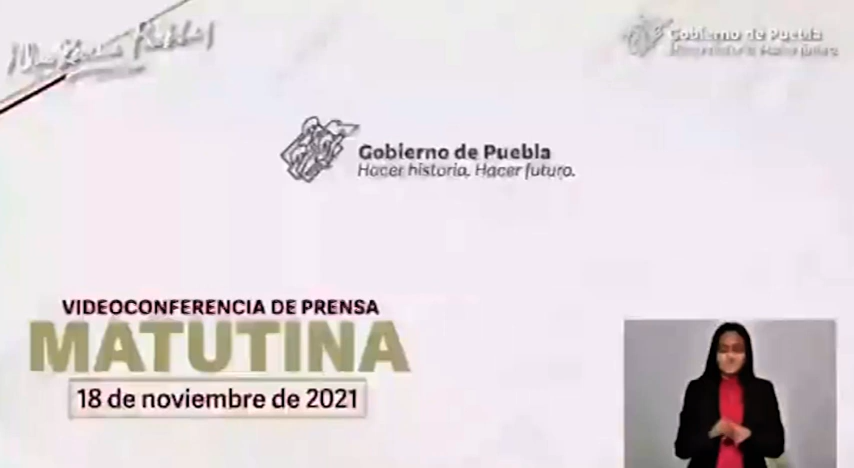 Gobierno de Puebla
Gobierno de Puebla
Hacer historia. Hacer futuro.
VIDEOCONFERENCIA DE PRENSA
MATUTINA
18 de noviembre de 2021